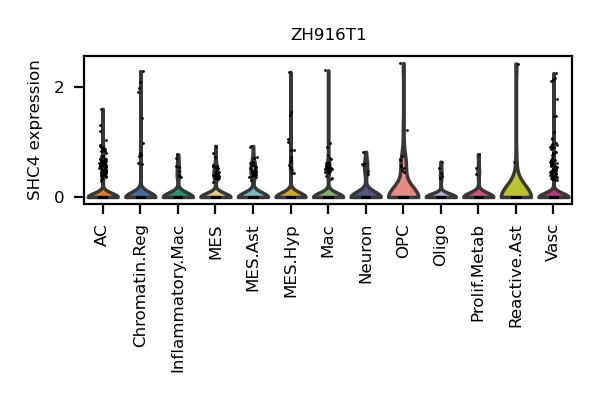 ZH916T1
SHC4 expression
2
0
AC
Chromatin.Reg
Inflammatory.Mac
MES
MES.Ast
MES.Hyp
Mac
Neuron
OPC
Oligo
Prolif.Metab
Reactive.Ast
Vasc